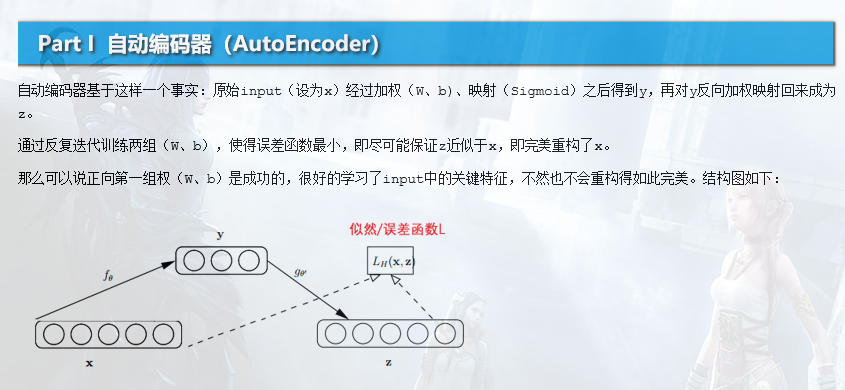 Part I 自动编码器（AutoEncoder）
自动编码器基于这样一个事实：原始input（设为x）经过加权（W、b)、映射（Sigmoid）之后得到y，再对y反向加权映射回来成为
z。
通过反复迭代训练两组（W、b），使得误差函数最小，即尽可能保证z近似于x，即完美重构了x。
那么可以说正向第一组权（W、b）是成功的，很好的学习了input中的关键特征，不然也不会重构得如此完美。结构图如下：
y
似然/误差函数L
L_H(x,z)
f_θ
g_θ'
x
z